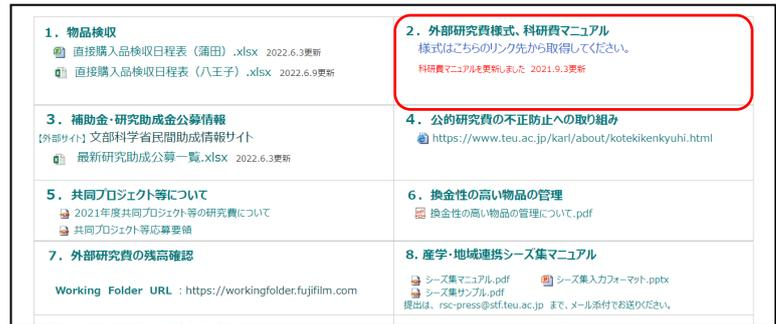 1．物品検収
直接購入品検収日程表（蒲田）.xlsx 2022.6.3更新
直接購入品検収日程表（八王子）.xlsx 2022.6.9更新
2．外部研究費様式、科研費マニュアル
様式はこちらのリンク先から取得してください。
科研費マニュアルを更新しました 2021.9.3更新
3．補助金・研究助成金公募情報
【外部サイト】文部科学省民間助成情報サイト
最新研究助成公募一覧.xlsx 2022.6.3更新
4．公的研究費の不正防止への取り組み
https://www.teu.ac.jp/karl/about/kotekikenkyuhi.html
5．共同プロジェクト等について
2021年度共同プロジェクト等の研究費について
共同プロジェクト等応募要領
6．換金性の高い物品の管理
換金性の高い物品の管理について.pdf
7．外部研究費の残高確認
Working Folder URL ：https://workingfolder.fujifilm.com
8. 産学・地域連携シーズ集マニュアル
シーズ集マニュアル.pdf シーズ集入力フォーマット.pptx
シーズ集サンプル.pdf
提出は、rsc-press@stf.teu.ac.jp まで、メール添付でお送りください。